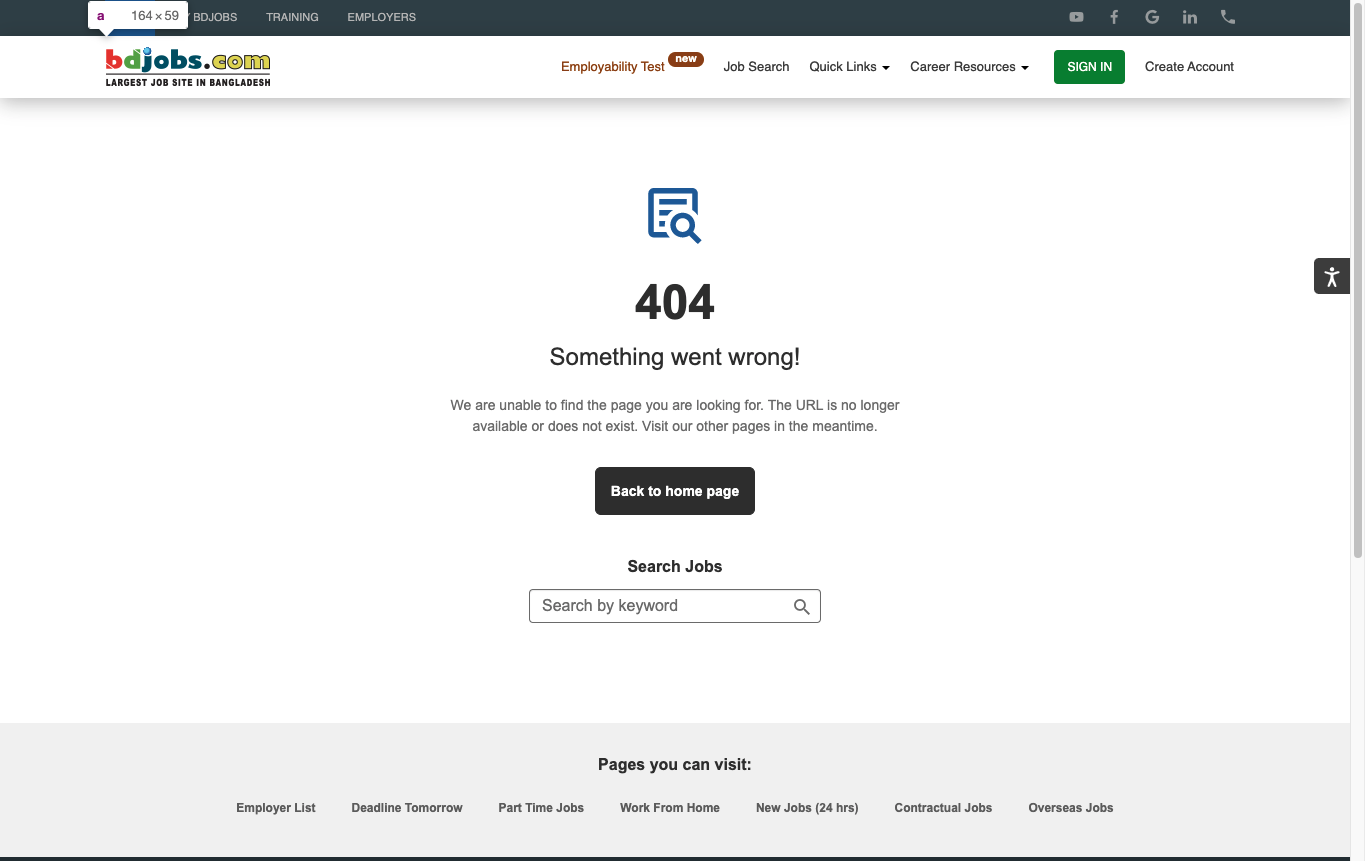 a 164 × 59
Y BDJOBS TRAINING EMPLOYERS
bdjobs.com
LARGEST JOB SITE IN BANGLADESH
Employability Test new Job Search Quick Links Career Resources SIGN IN Create Account
404
Something went wrong!
We are unable to find the page you are looking for. The URL is no longer
available or does not exist. Visit our other pages in the meantime.
Back to home page
Search Jobs
Search by keyword
Pages you can visit:
Employer List Deadline Tomorrow Part Time Jobs Work From Home New Jobs (24 hrs) Contractual Jobs Overseas Jobs